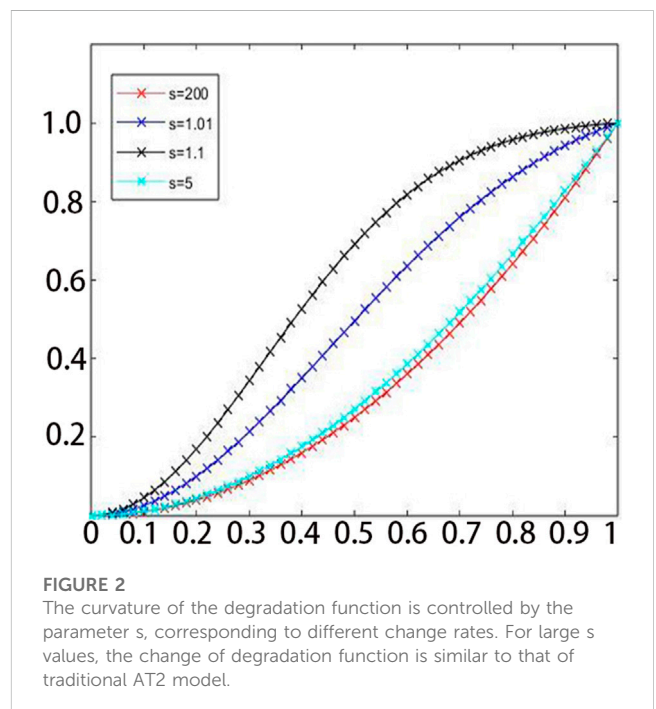 s=200
s=1.01
s=1.1
s=5
1.0
0.8
0.6
0.4
0.2
0 0.1 0.2 0.3 0.4 0.5 0.6 0.7 0.8 0.9 1
FIGURE 2
The curvature of the degradation function is controlled by the
parameter s, corresponding to different change rates. For large s
values, the change of degradation function is similar to that of
traditional AT2 model.